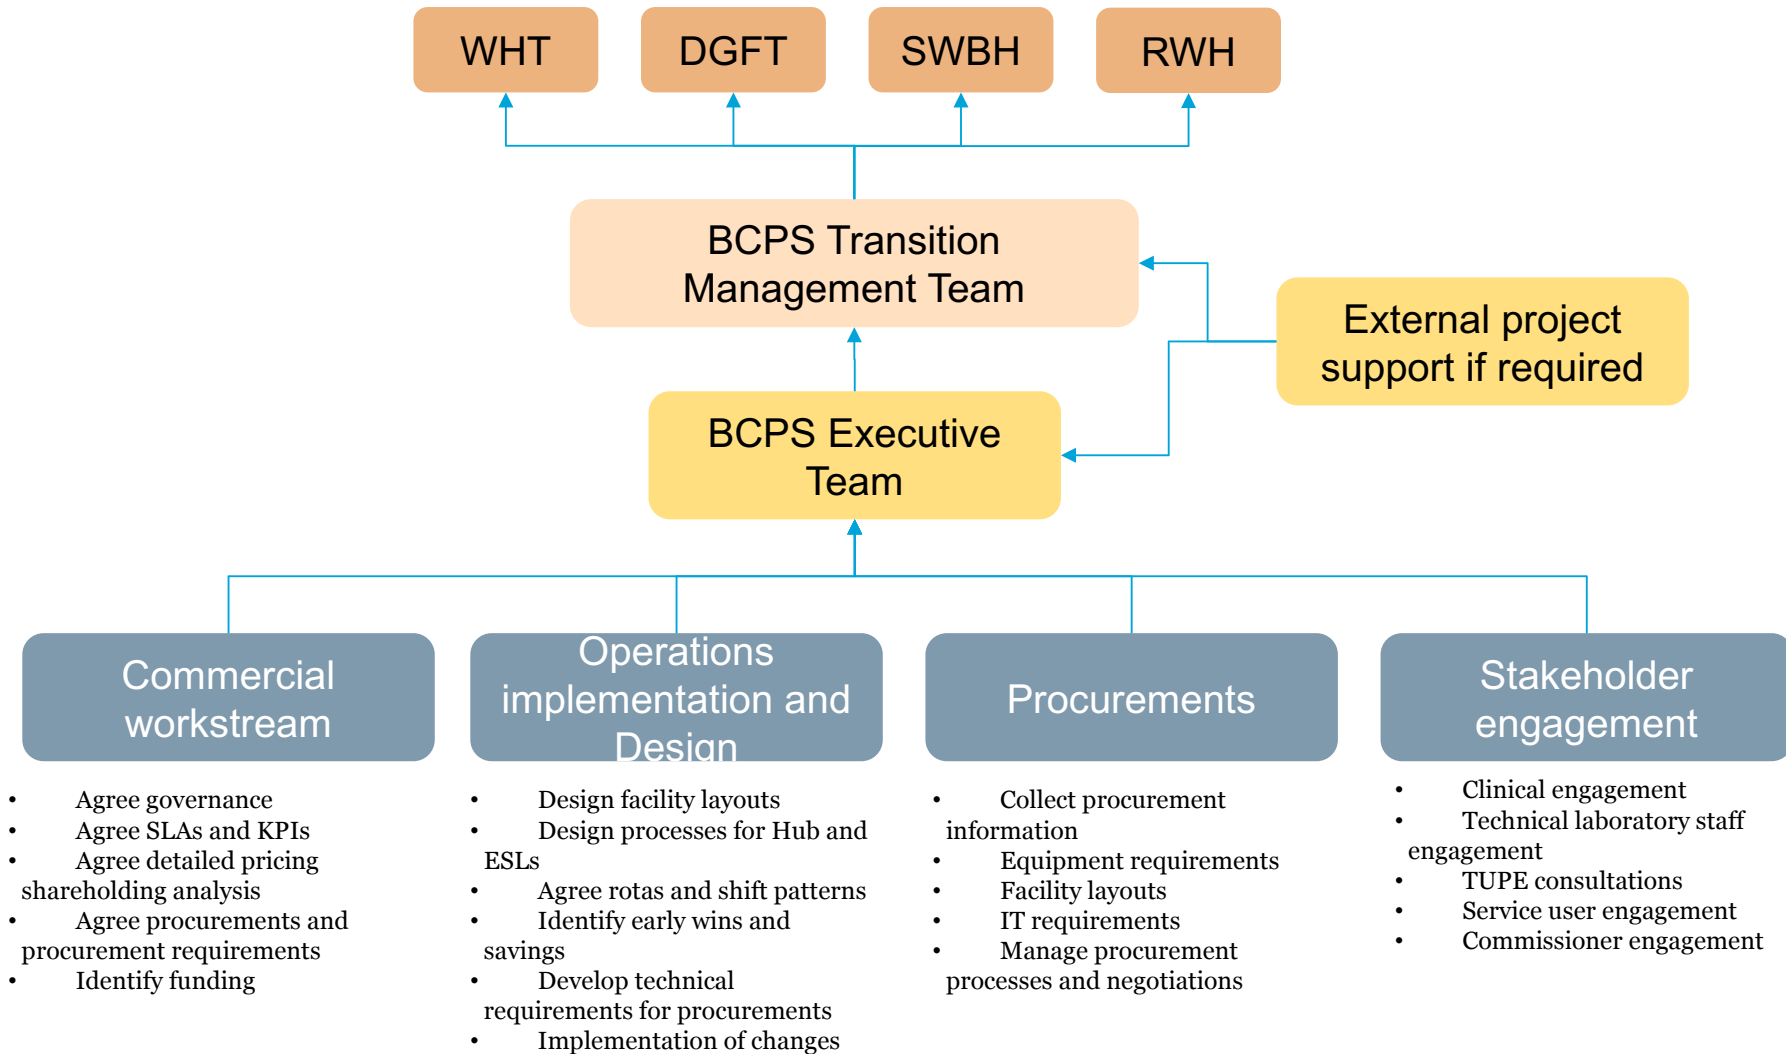 WHT
DGFT
SWBH
RWH
BCPS Transition
Management Team
External project
support if required
BCPS Executive
Team
Commercial
workstream
Operations
implementation and
Design
Procurements
Stakeholder
engagement
• Agree governance
• Agree SLAs and KPIs
• Agree detailed pricing
shareholding analysis
• Agree procurements and
procurement requirements
• Identify funding
• Design facility layouts
• Design processes for Hub and
ESLs
• Agree rotas and shift patterns
• Identify early wins and
savings
• Develop technical
requirements for procurements
• Implementation of changes
• Collect procurement
information
• Equipment requirements
• Facility layouts
• IT requirements
• Manage procurement
processes and negotiations
• Clinical engagement
• Technical laboratory staff
engagement
• TUPE consultations
• Service user engagement
• Commissioner engagement